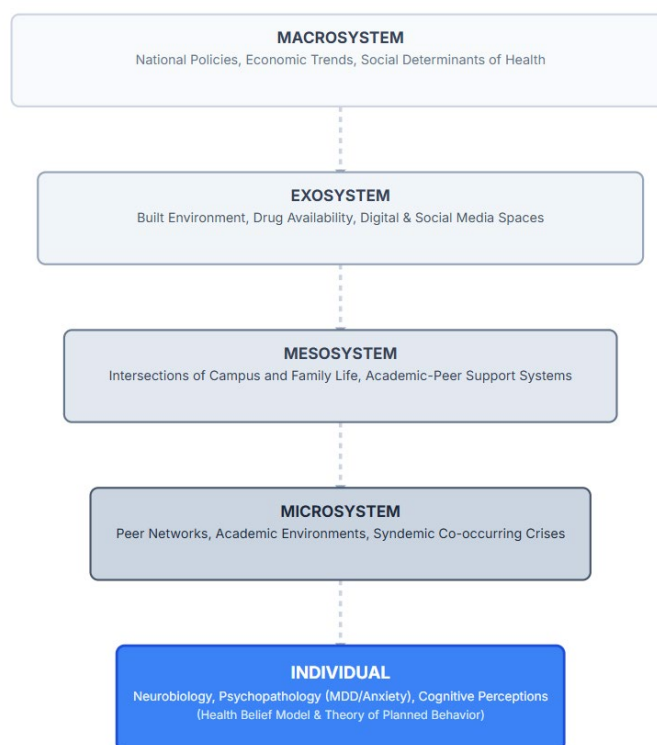 MACROSYSTEM
National Policies, Economic Trends, Social Determinants of Health
EXOSYSTEM
Built Environment, Drug Availability, Digital & Social Media Spaces
MESOSYSTEM
Intersections of Campus and Family Life, Academic-Peer Support Systems
MICROSYSTEM
Peer Networks, Academic Environments, Syndemic Co-occurring Crises
INDIVIDUAL
Neurobiology, Psychopathology (MDD/Anxiety), Cognitive Perceptions
(Health Belief Model & Theory of Planned Behavior)